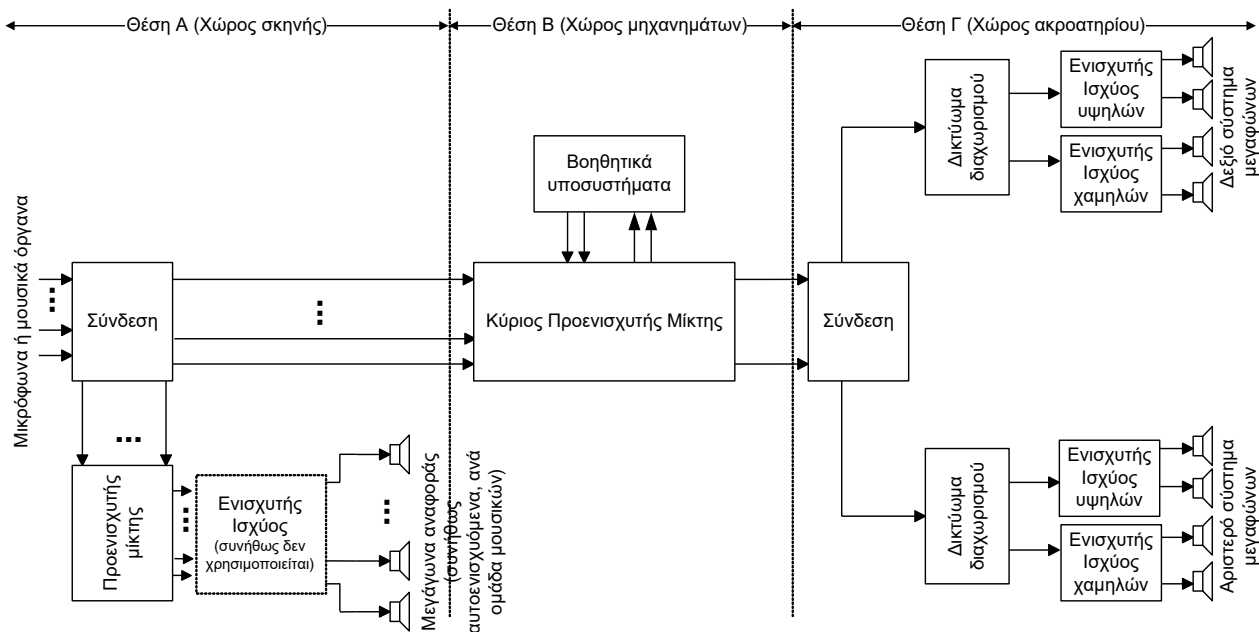 Θέση Α (Χώρος σκηνής)
Θέση Β (Χώρος μηχανημάτων)
Θέση Γ (Χώρος ακροατηρίου)
Μικρόφωνα ή μουσικά όργανα
Σύνδεση
Προενισχυτής
μίκτης
Ενισχυτής
Ισχύος
(συνήθως δεν
χρησιμοποιείται)
Μεγάγωνα αναφοράς
(συνήθως
αυτοενισχυόμενα, ανά
ομάδα μουσικών)
Βοηθητικά
υποσυστήματα
Κύριος Προενισχυτής Μίκτης
Σύνδεση
Δικτύωμα
διαχωρισμού
Ενισχυτής
Ισχύος
υψηλών
Ενισχυτής
Ισχύος
χαμηλών
Δεξιό σύστημα
μεγαφώνων
Δικτύωμα
διαχωρισμού
Ενισχυτής
Ισχύος
υψηλών
Ενισχυτής
Ισχύος
χαμηλών
Αριστερό σύστημα
μεγαφώνων